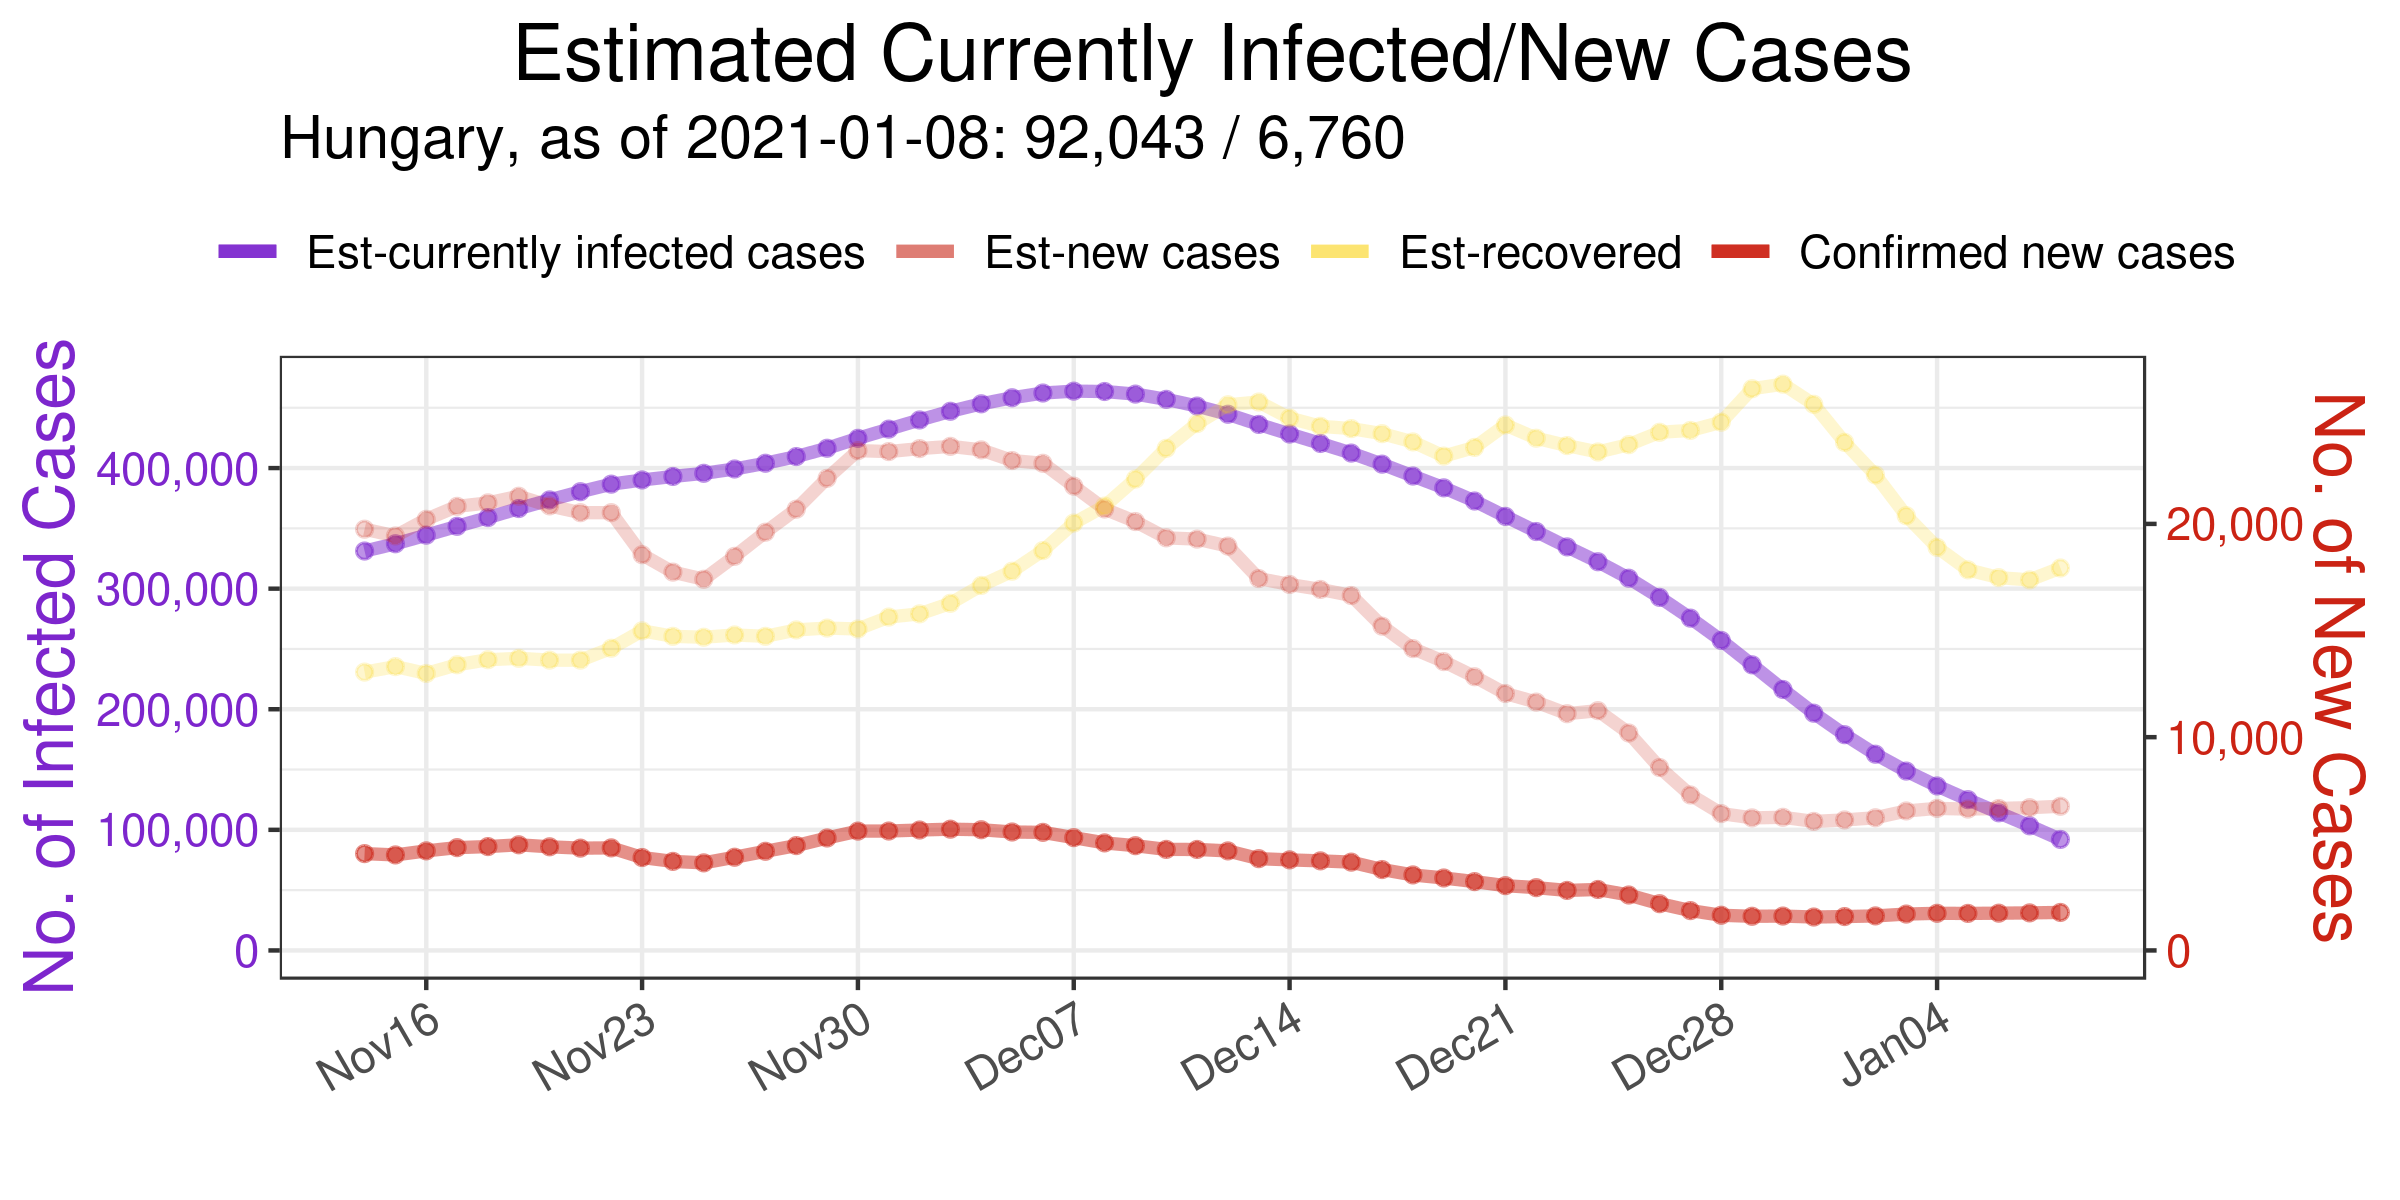 Estimated Currently Infected/New Cases
Hungary, as of 2021-01-08: 92,043 / 6,760
Est-currently infected cases Est-new cases Est-recovered Confirmed new cases
No. of Infected Cases
400,000
300,000
200,000
100,000
0
20,000
10,000
0
No. of New Cases
Nov16 Nov23 Nov30 Dec07 Dec14 Dec21 Dec28 Jan04